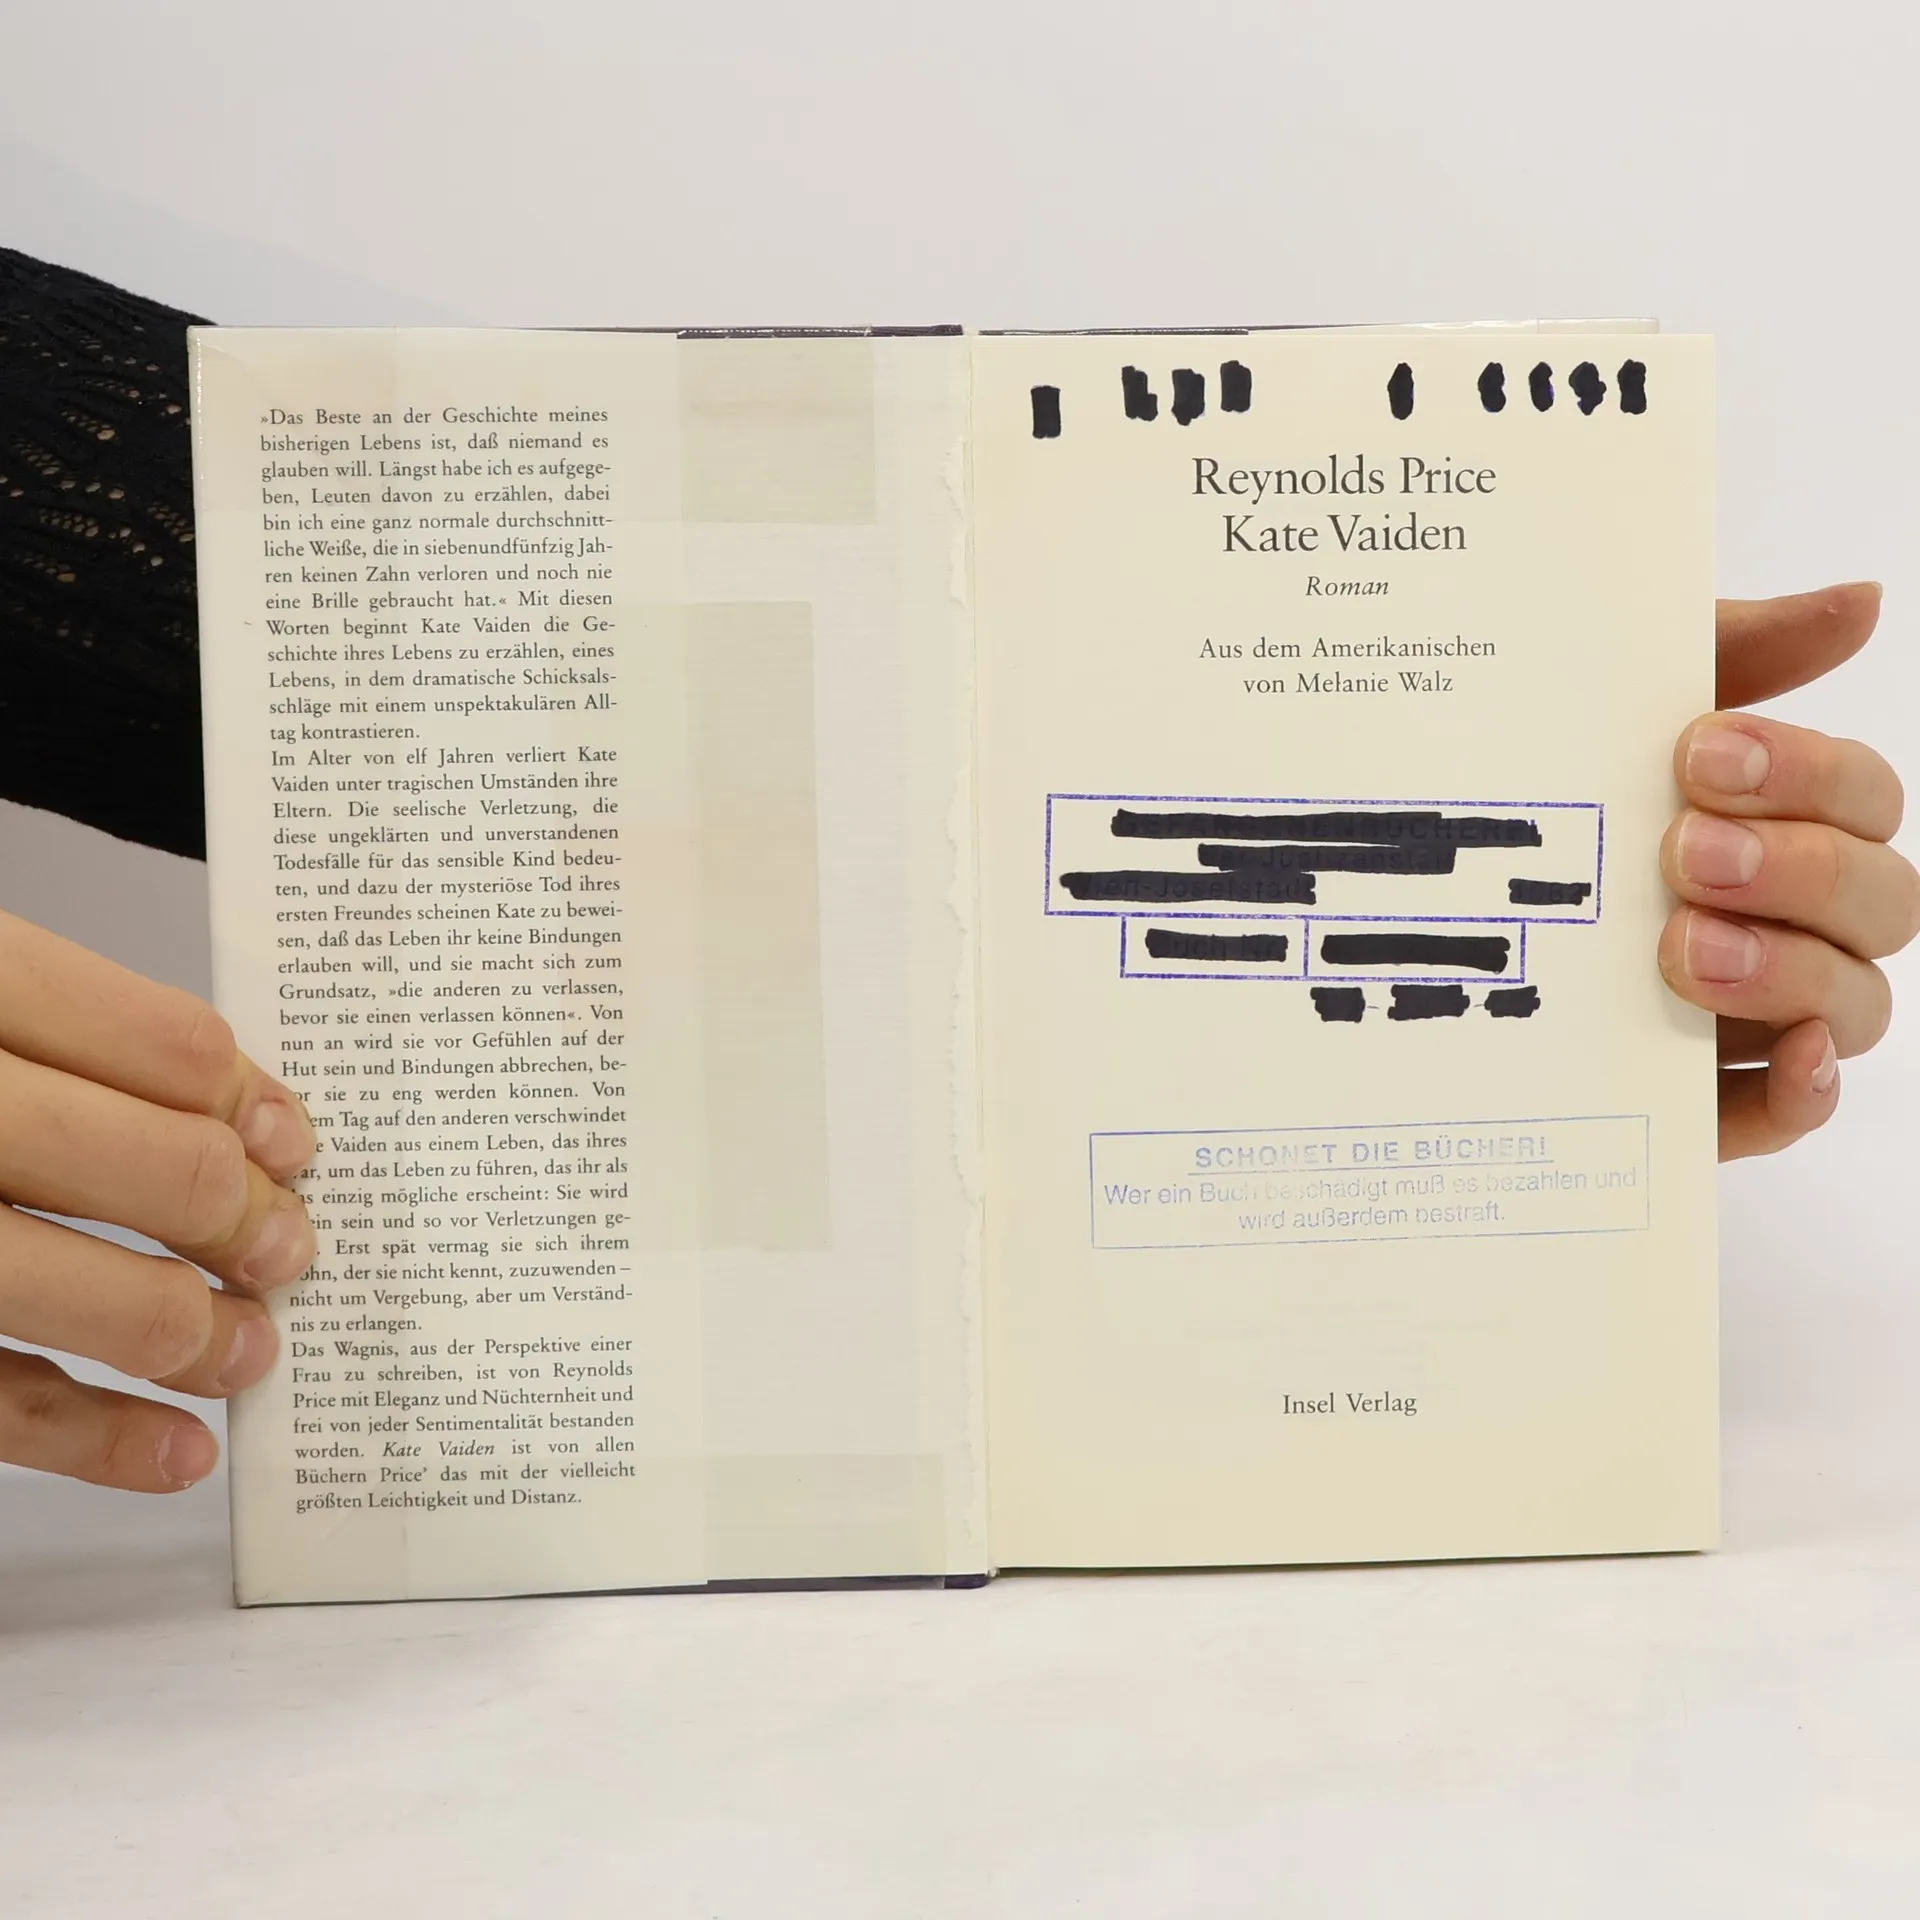 »Das Beste an der Geschichte meines
bisherigen Lebens ist, daß niemand es
glauben will. Längst habe ich es aufgege-
ben, Leuten davon zu erzählen, dabei
bin ich eine ganz normale durchschnitt-
liche Weiße, die in siebenundfünfzig Jah-
ren keinen Zahn verloren und noch nie
eine Brille gebraucht hat.« Mit diesen
Worten beginnt Kate Vaiden die Ge-
schichte ihres Lebens zu erzählen, eines
Lebens, in dem dramatische Schicksals-
schläge mit einem unspektakulären All-
tag kontrastieren.
Im Alter von elf Jahren verliert Kate
Vaiden unter tragischen Umständen ihre
Eltern. Die seelische Verletzung, die
diese ungeklärten und unverstandenen
Todesfälle für das sensible Kind bedeu-
ten, und dazu der mysteriöse Tod ihres
ersten Freundes scheinen Kate zu bewei-
sen, daß das Leben ihr keine Bindungen
erlauben will, und sie macht sich zum
Grundsatz, »die anderen zu verlassen,
bevor sie einen verlassen können«. Von
nun an wird sie vor Gefühlen auf der
Hut sein und Bindungen abbrechen, be-
or sie zu eng werden können. Von
em Tag auf den anderen verschwindet
e Vaiden aus einem Leben, das ihres
ar, um das Leben zu führen, das ihr als
as einzig mögliche erscheint: Sie wird
ein sein und so vor Verletzungen ge-
. Erst spät vermag sie sich ihrem
ohn, der sie nicht kennt, zuzuwenden –
nicht um Vergebung, aber um Verständ-
nis zu erlangen.
Das Wagnis, aus der Perspektive einer
Frau zu schreiben, ist von Reynolds
Price mit Eleganz und Nüchternheit und
frei von jeder Sentimentalität bestanden
worden. Kate Vaiden ist von allen
Büchern Price’ das mit der vielleicht
größten Leichtigkeit und Distanz.
Reynolds Price
Kate Vaiden
Roman
Aus dem Amerikanischen
von Melanie Walz
SCHONET DIE BÜCHER!
Wer ein Buch beschädigt muß es bezahlen und
wird außerdem bestraft.
Insel Verlag